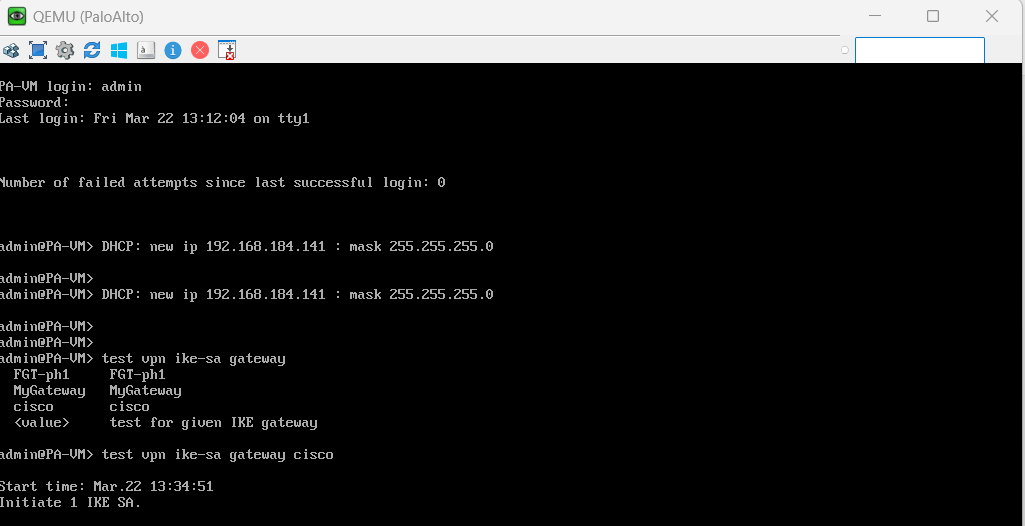 QEMU (PaloAlto)
PA-VM login: admin
Password:
Last login: Fri Mar 22 13:12:04 on tty1
Number of failed attempts since last successful login: 0
admin@PA-VM> DHCP: new ip 192.168.184.141 : mask 255.255.255.0
admin@PA-VM>
admin@PA-VM> DHCP: new ip 192.168.184.141 : mask 255.255.255.0
admin@PA-VM>
admin@PA-VM>
admin@PA-VM> test vpn ike-sa gateway
FGT-ph1 FGT-ph1
MyGateway MyGateway
cisco cisco
<value> test for given IKE gateway
admin@PA-VM> test vpn ike-sa gateway cisco
Start time: Mar.22 13:34:51
Initiate 1 IKE SA.